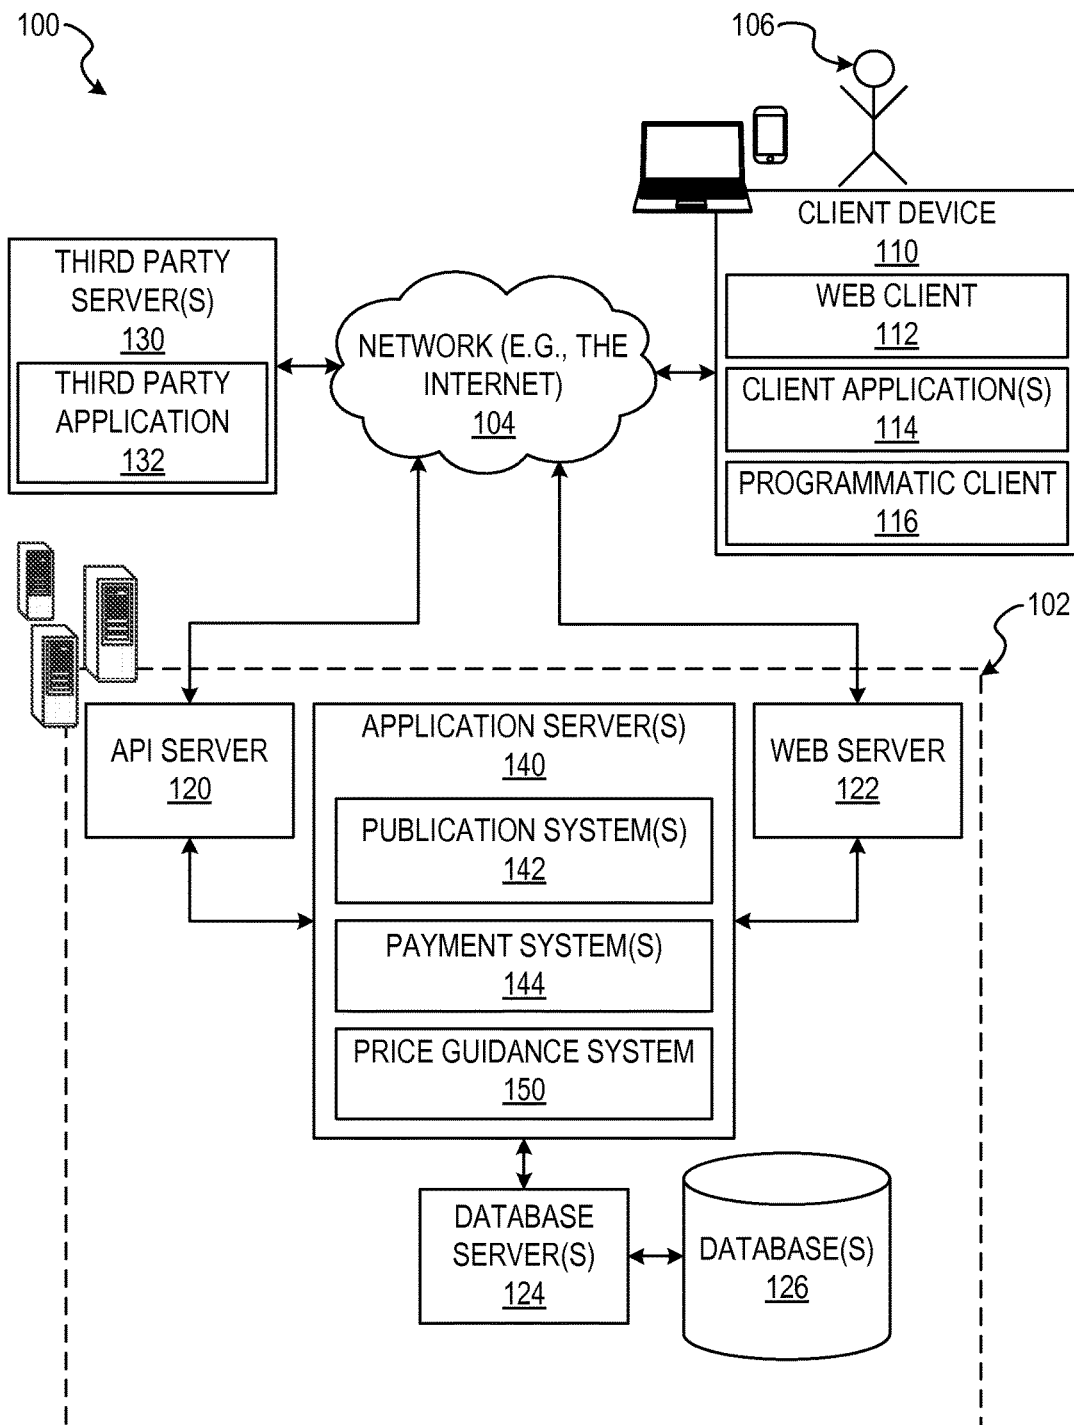 100
106
CLIENT DEVICE
110
WEB CLIENT
112
CLIENT APPLICATION(S)
114
PROGRAMMATIC CLIENT
116
THIRD PARTY
SERVER(S)
130
THIRD PARTY
APPLICATION
132
NETWORK (E.G., THE
INTERNET)
104
102
API SERVER
120
APPLICATION SERVER(S)
140
PUBLICATION SYSTEM(S)
142
PAYMENT SYSTEM(S)
144
PRICE GUIDANCE SYSTEM
150
WEB SERVER
122
DATABASE
SERVER(S)
124
DATABASE(S)
126